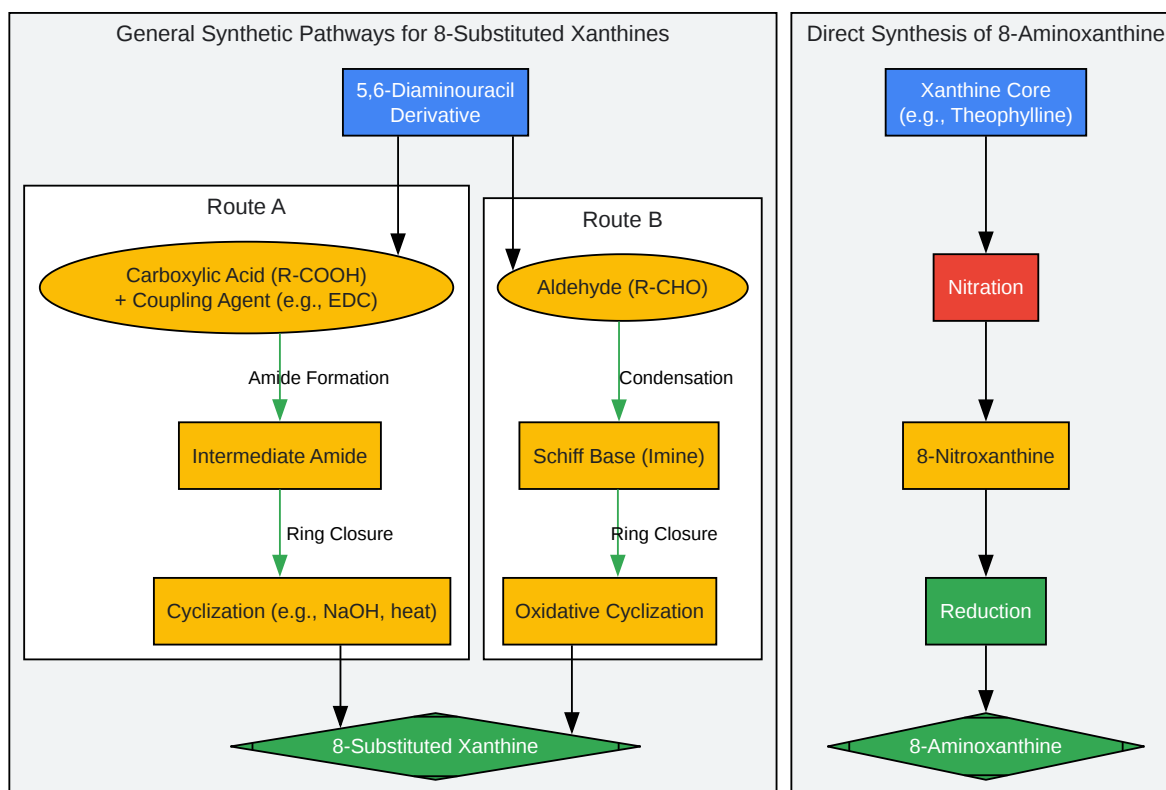 General Synthetic Pathways for 8-Substituted Xanthines
5,6-Diaminouracil
Derivative
Route A
Carboxylic Acid (R-COOH)
+ Coupling Agent (e.g., EDC)
Amide Formation
Intermediate Amide
Ring Closure
Cyclization (e.g., NaOH, heat)
Route B
Aldehyde (R-CHO)
Condensation
Schiff Base (Imine)
Ring Closure
Oxidative Cyclization
8-Substituted Xanthine
Direct Synthesis of 8-Aminoxanthine
Xanthine Core
(e.g., Theophylline)
Nitration
8-Nitroxanthine
Reduction
8-Aminoxanthine